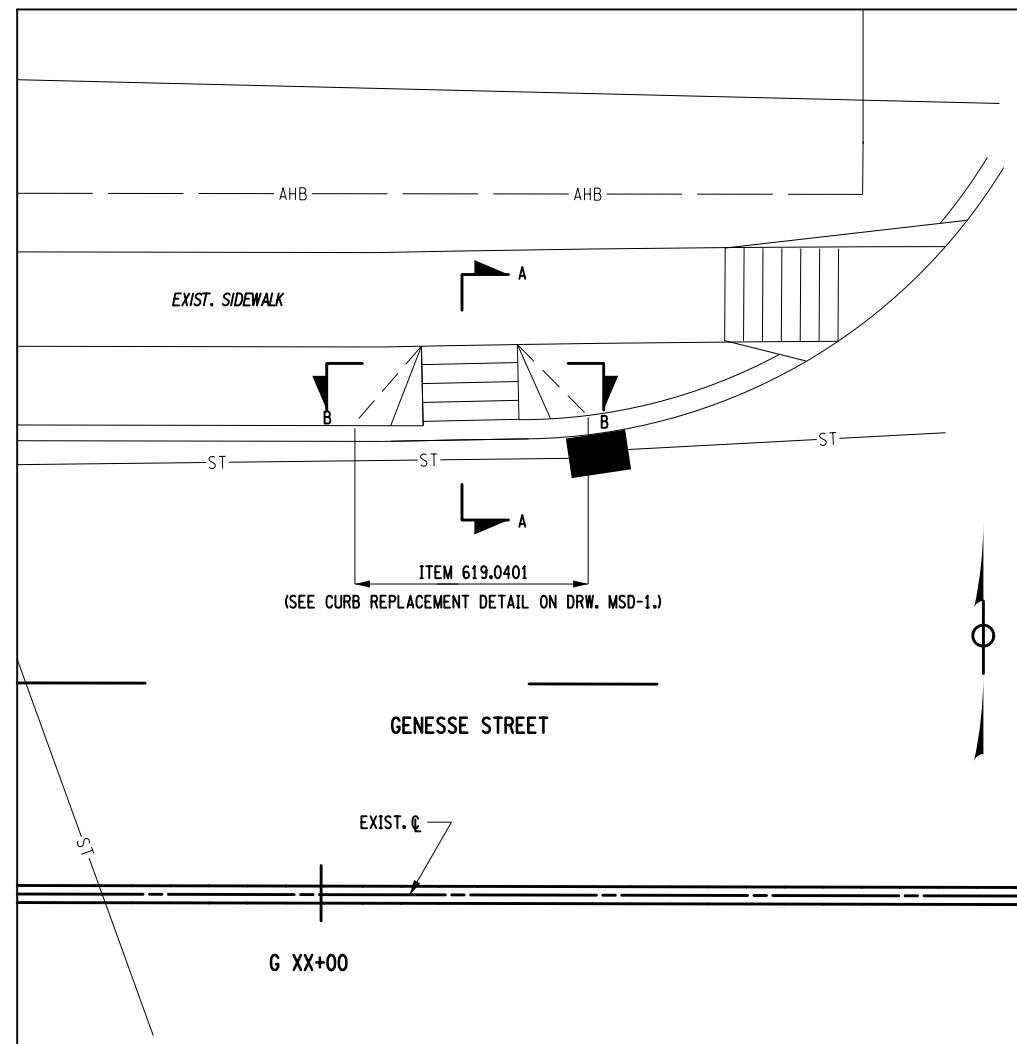 AHB AHB
A
EXIST. SIDEWALK
B B
ST ST ST
A
ITEM 619.0401
(SEE CURB REPLACEMENT DETAIL ON DRW. MSD-1.)
GENESSE STREET
EXIST. ℄
ST
G XX+00